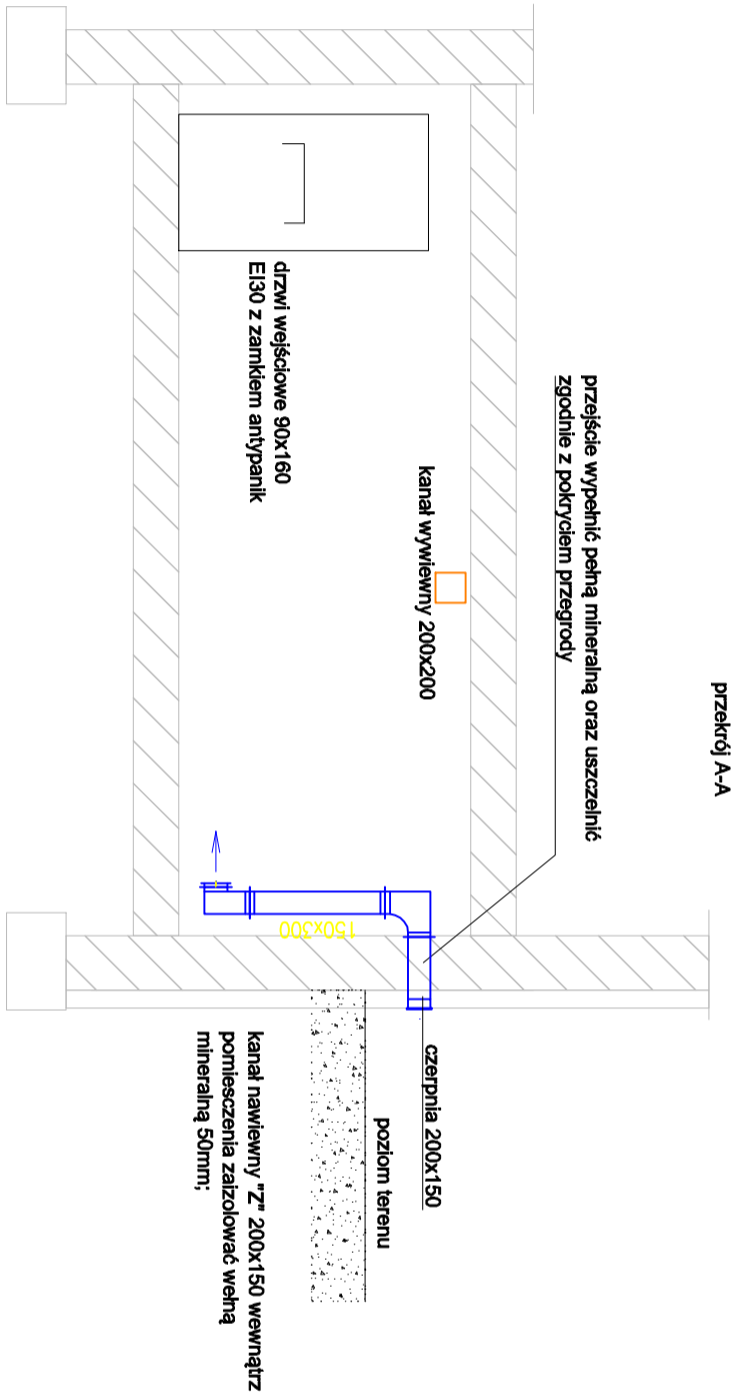 przekrój A-A
przejście wypełnić pełną mineralną oraz uszczelnić
zgodnie z pokryciem przegrody
kanał wywiewny 200x200
drzwi wejściowe 90x160
EI30 z zamkiem antypanik
150x300
czerpnia 200x150
poziom terenu
kanał nawiewny "Z" 200x150 wewnątrz
pomiesczenia zaizolować wełną
mineralną 50mm;